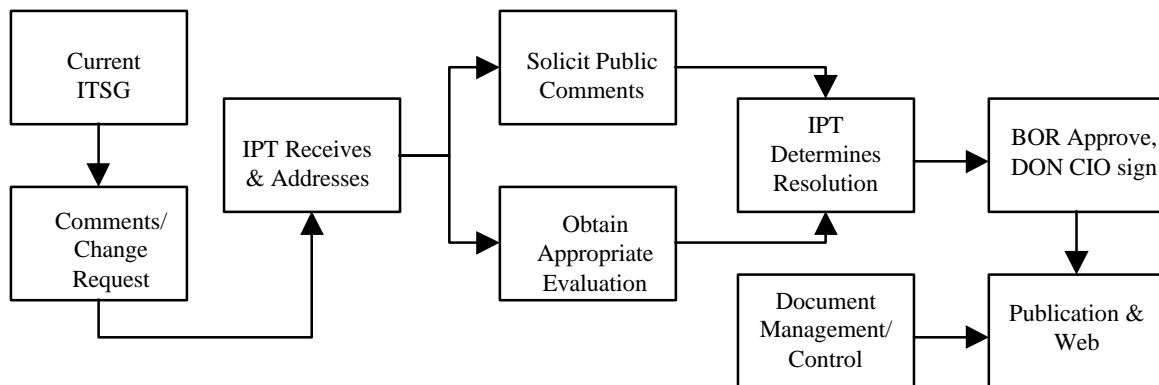 Current
ITSG
Comments/
Change
Request
IPT Receives
& Addresses
Solicit Public
Comments
Obtain
Appropriate
Evaluation
IPT
Determines
Resolution
BOR Approve,
DON CIO sign
Document
Management/
Control
Publication &
Web